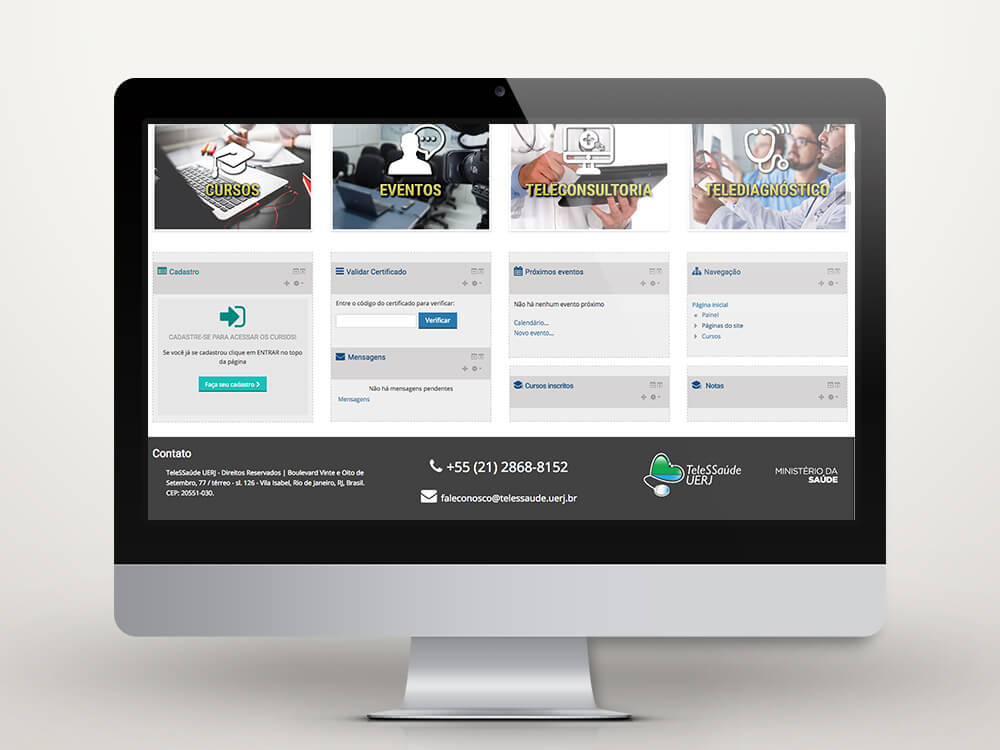 CURSOS
EVENTOS
TELECONSULTORIA
TELEDIAGNÓSTICO
Cadastro
CADASTRE-SE PARA ACESSAR OS CURSOS!
Se você já se cadastrou clique em ENTRAR no topo
da página
Faça seu cadastro
Validar Certificado
Entre o código do certificado para verificar:
Verificar
Mensagens
Não há mensagens pendentes
Mensagens
Próximos eventos
Não há nenhum evento próximo
Calendário...
Novo evento...
Cursos inscritos
Navegação
Página inicial
Painel
Páginas do site
Cursos
Notas
Contato
TeleSSaúde UERJ - Direitos Reservados | Boulevard Vinte e Oito de
Setembro, 77 / térreo - sl. 126 - Vila Isabel, Rio de Janeiro, RJ, Brasil.
CEP: 20551-030.
+55 (21) 2868-8152
faleconosco@telessaude.uerj.br
TeleSSaúde
UERJ
MINISTÉRIO DA
SAÚDE